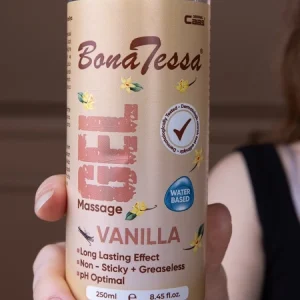 BonaTessa®
GEL
Massage
WATER
BASED
VANILLA
Long Lasting Effect
Non - Sticky + Greaseless
pH Optimal
250ml e 8.45 fl.oz.